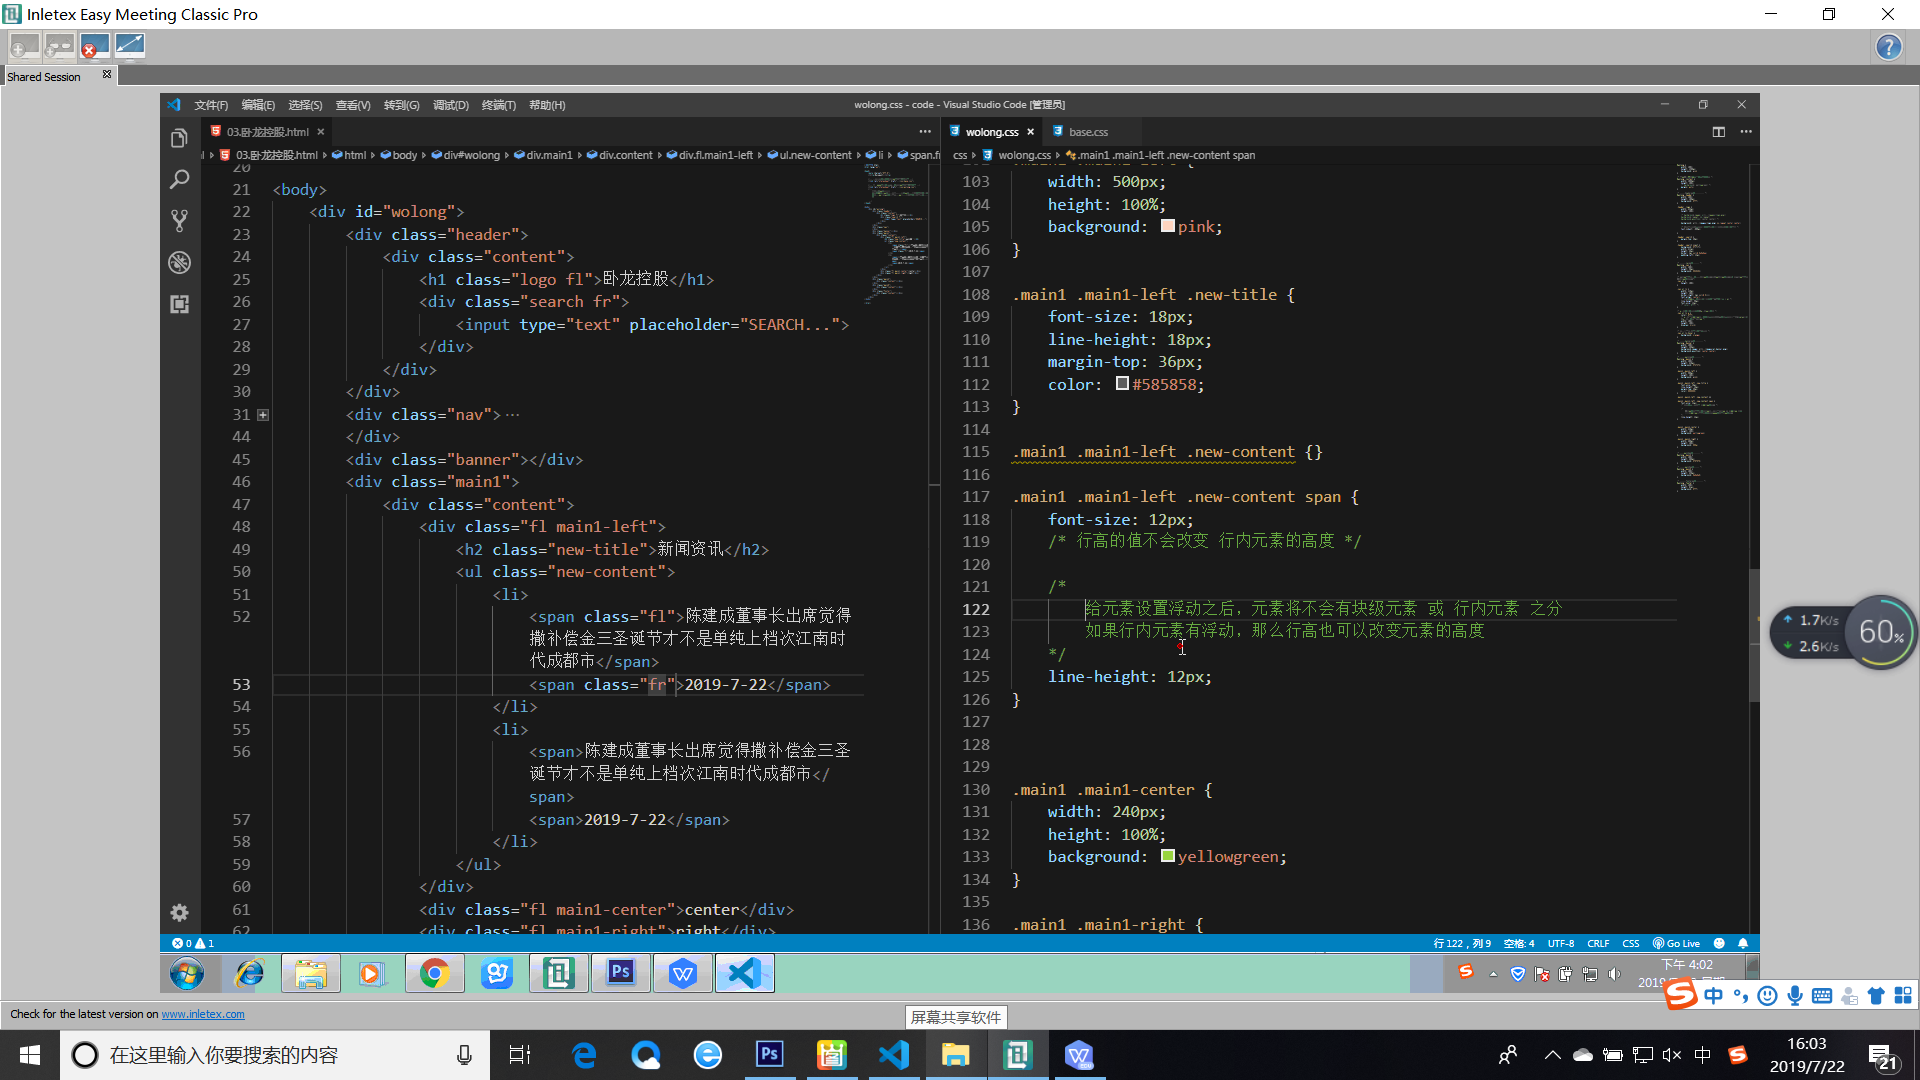 Inletex Easy Meeting Classic Pro
Shared Session
文件(F) 编辑(E) 选择(S) 查看(V) 转到(G) 调试(D) 终端(T) 帮助(H)
wolong.css - code - Visual Studio Code [管理员]
03.卧龙控股.html
03.卧龙控股.html html body div#wolong div.main1 div.content div.fl.main1-left ul.new-content li span.f
20
21 <body>
22 <div id="wolong">
23 <div class="header">
24 <div class="content">
25 <h1 class="logo fl">卧龙控股</h1>
26 <div class="search fr">
27 <input type="text" placeholder="SEARCH...">
28 </div>
29 </div>
30 </div>
31 <div class="nav"> ...
44 </div>
45 <div class="banner"></div>
46 <div class="main1">
47 <div class="content">
48 <div class="fl main1-left">
49 <h2 class="new-title">新闻资讯</h2>
50 <ul class="new-content">
51 <li>
52 <span class="fl">陈建成董事长出席觉得
撒补偿金三圣诞节才不是单纯上档次江南时
代成都市</span>
53 <span class="fr">2019-7-22</span>
54 </li>
55 <li>
56 <span>陈建成董事长出席觉得撒补偿金三圣
诞节才不是单纯上档次江南时代成都市</
span>
57 <span>2019-7-22</span>
58 </li>
59 </ul>
60 </div>
61 <div class="fl main1-center">center</div>
62 <div class="fl main1-right">right</div>
wolong.css base.css
css wolong.css .main1 .main1-left .new-content span
103 width: 500px;
104 height: 100%;
105 background: pink;
106 }
107
108 .main1 .main1-left .new-title {
109 font-size: 18px;
110 line-height: 18px;
111 margin-top: 36px;
112 color: #585858;
113 }
114
115 .main1 .main1-left .new-content {}
116
117 .main1 .main1-left .new-content span {
118 font-size: 12px;
119 /* 行高的值不会改变 行内元素的高度 */
120
121 /*
122 给元素设置浮动之后，元素将不会有块级元素 或 行内元素 之分
123 如果行内元素有浮动，那么行高也可以改变元素的高度
124 */
125 line-height: 12px;
126 }
127
128
129
130 .main1 .main1-center {
131 width: 240px;
132 height: 100%;
133 background: yellowgreen;
134 }
135
136 .main1 .main1-right {
0 1
行 122，列 9 空格: 4 UTF-8 CRLF CSS Go Live
1.7K/s
2.6K/s
60%
下午 4:02
中
Check for the latest version on www.inletex.com
屏幕共享软件
在这里输入你要搜索的内容
中
16:03
2019/7/22
21